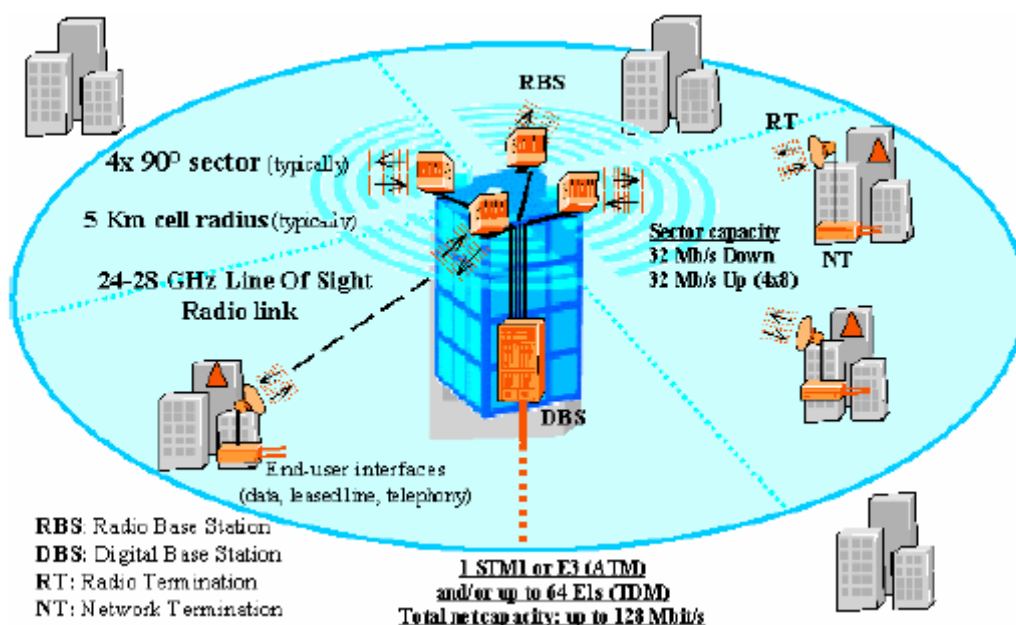 RBS
RT
4x 90° sector (typically)
5 Km cell radius (typically)
Sector capacity
32 Mb/s Down
32 Mb/s Up (4x8)
NT
24-28 GHz Line Of Sight
Radio link
DBS
End-user interfaces
(data, leased line, telephony)
RBS: Radio Base Station
DBS: Digital Base Station
RT: Radio Termination
NT: Network Termination
1 STM1 or E3 (ATM)
and/or up to 64 E1s (TDM)
Total net capacity: up to 128 Mbit/s